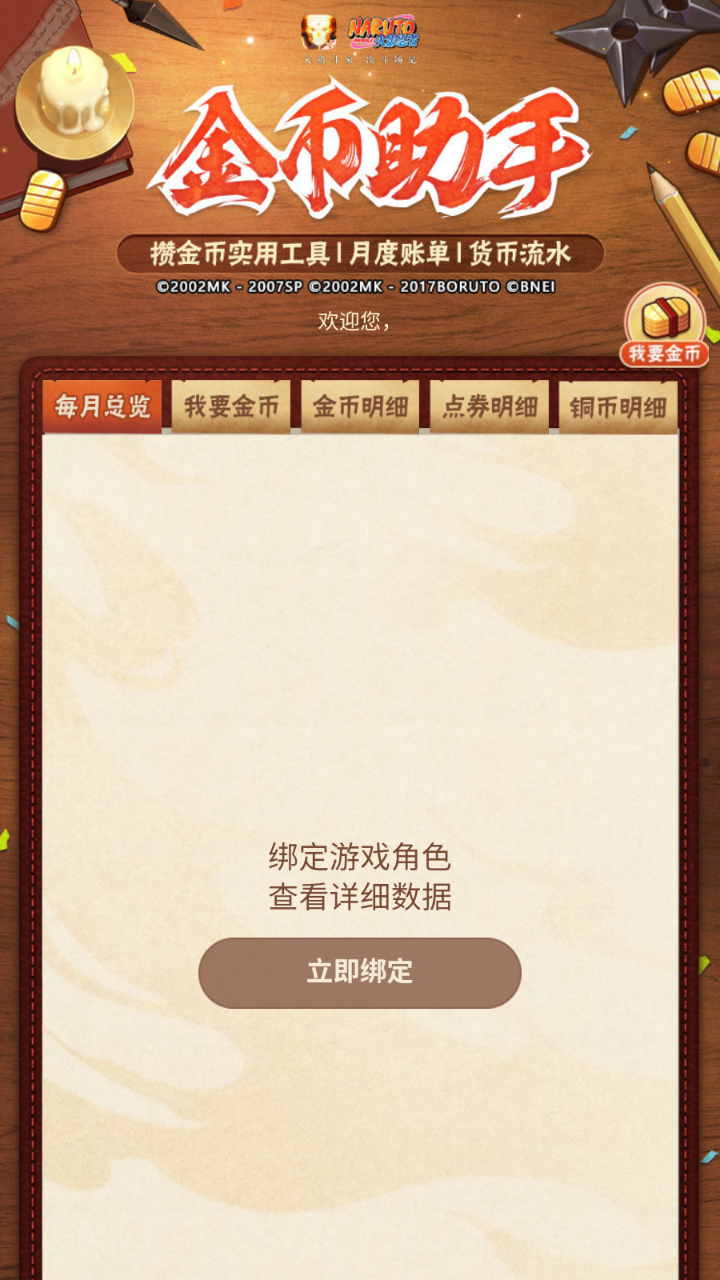 NARUTO
火影忍者
金币助手
攒金币实用工具|月度账单|货币流水
©2002MK - 2007SP ©2002MK - 2017BORUTO ©BNEI
欢迎您，
我要金币
每月总览 我要金币 金币明细 点券明细 铜币明细
绑定游戏角色
查看详细数据
立即绑定